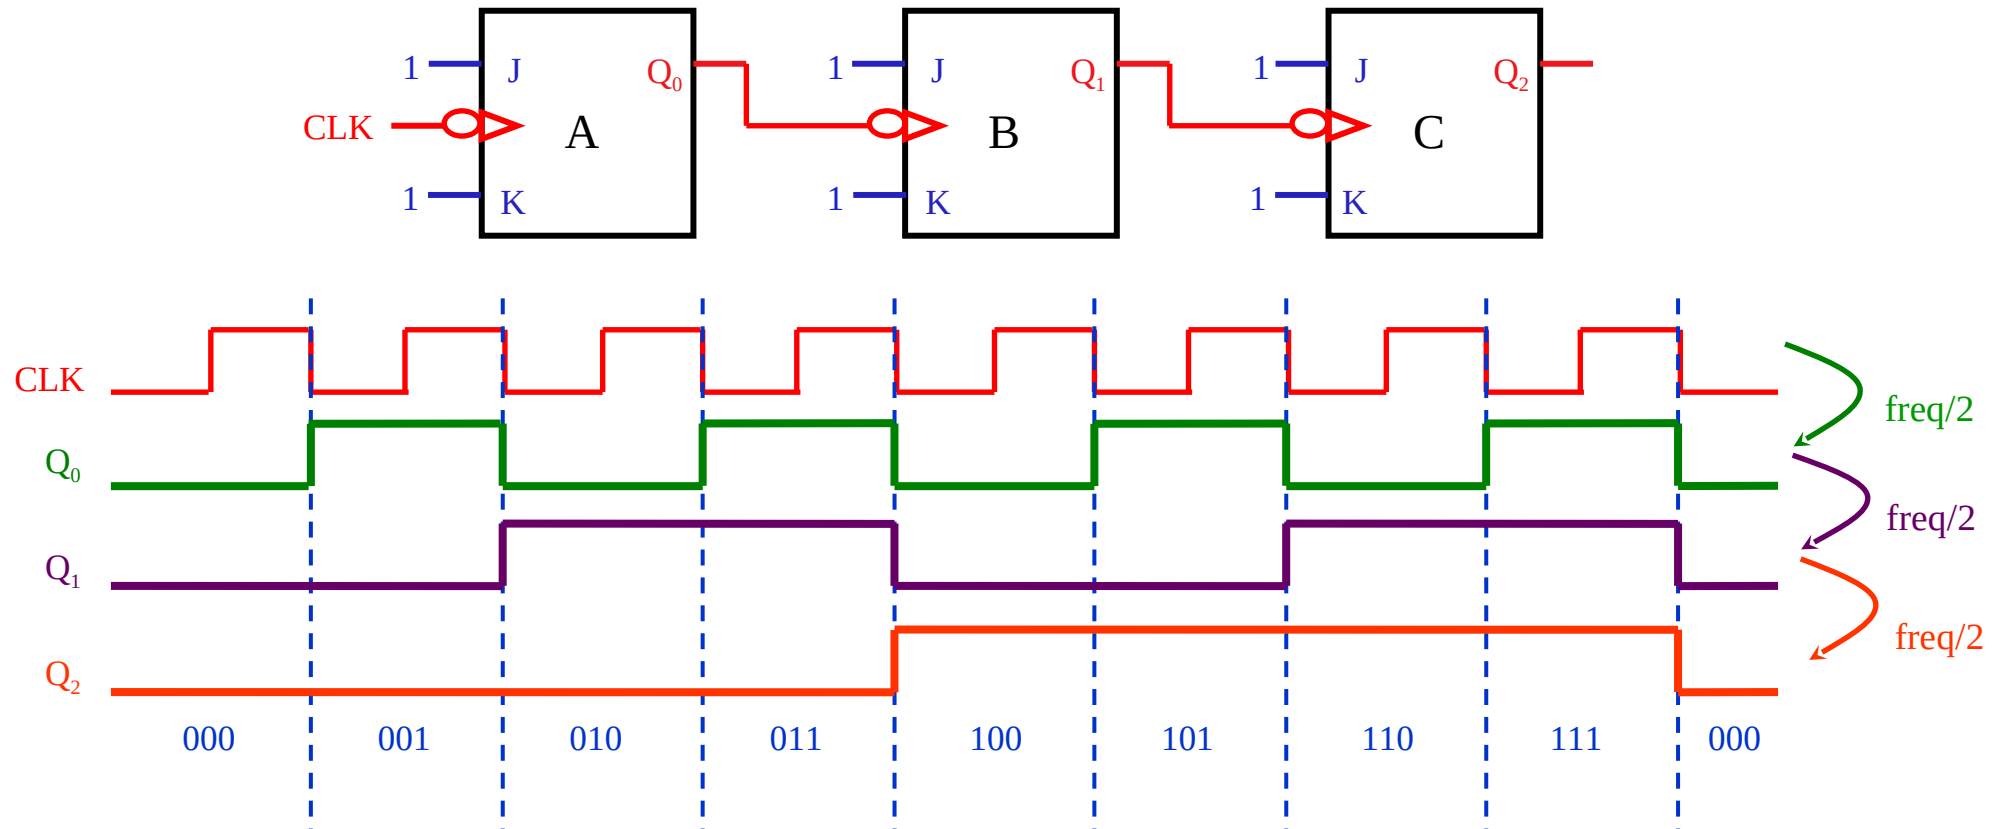 1 J Q0 1 J Q1 1 J Q2
CLK A B C
1 K 1 K 1 K
CLK
freq/2
Q0
freq/2
Q1
freq/2
Q2
000 001 010 011 100 101 110 111 000